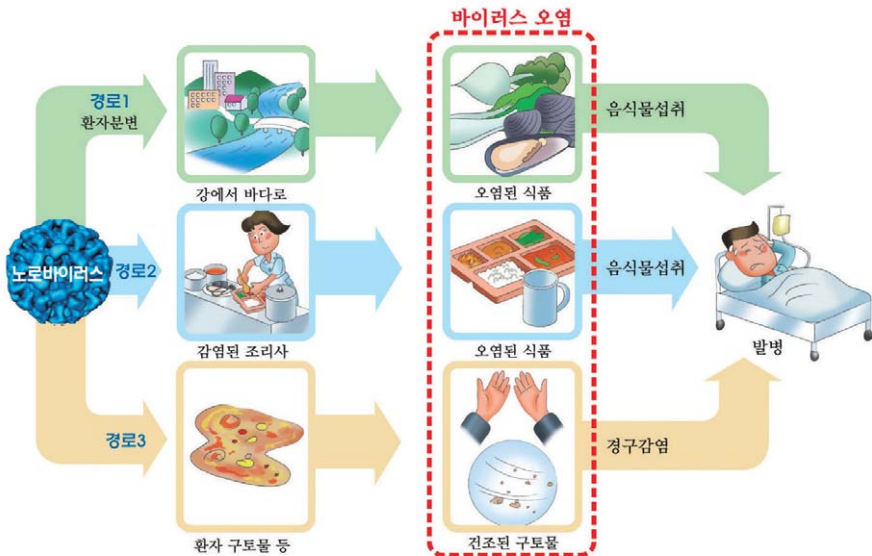 바이러스 오염
경로1
환자분변
강에서 바다로
오염된 식품
음식물섭취
노로바이러스
경로2
감염된 조리사
오염된 식품
음식물섭취
발병
경로3
환자 구토물 등
건조된 구토물
경구감염